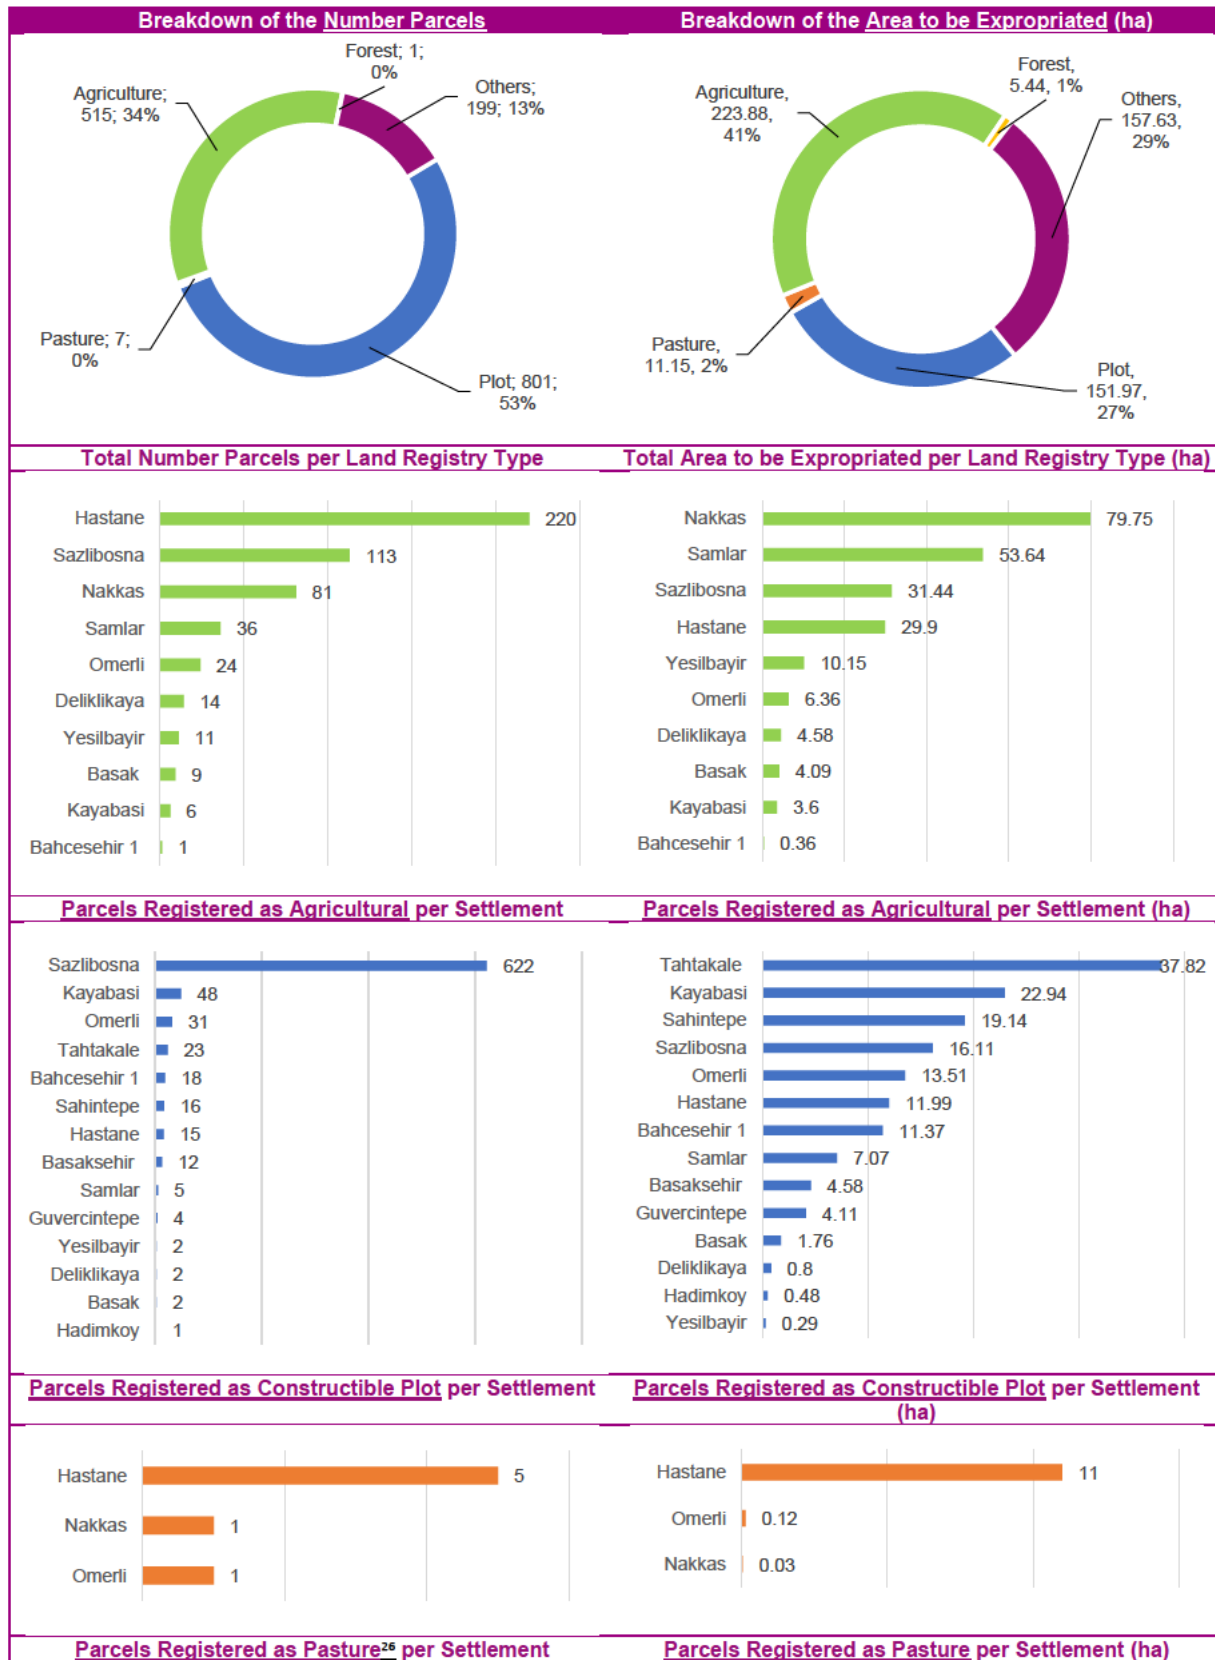 Breakdown of the Number Parcels
Breakdown of the Area to be Expropriated (ha)
Forest; 1;
0%
Others;
199; 13%
Agriculture;
515; 34%
Pasture; 7;
0%
Plot; 801;
53%
Forest,
5.44, 1%
Others,
157.63,
29%
Agriculture,
223.88,
41%
Pasture,
11.15, 2%
Plot,
151.97,
27%
Total Number Parcels per Land Registry Type
Total Area to be Expropriated per Land Registry Type (ha)
Hastane 220
Sazlibosna 113
Nakkas 81
Samlar 36
Omerli 24
Deliklikaya 14
Yesilbayir 11
Basak 9
Kayabasi 6
Bahcesehir 1 1
Nakkas 79.75
Samlar 53.64
Sazlibosna 31.44
Hastane 29.9
Yesilbayir 10.15
Omerli 6.36
Deliklikaya 4.58
Basak 4.09
Kayabasi 3.6
Bahcesehir 1 0.36
Parcels Registered as Agricultural per Settlement
Parcels Registered as Agricultural per Settlement (ha)
Sazlibosna 622
Kayabasi 48
Omerli 31
Tahtakale 23
Bahcesehir 1 18
Sahintepe 16
Hastane 15
Basaksehir 12
Samlar 5
Guvercintepe 4
Yesilbayir 2
Deliklikaya 2
Basak 2
Hadimkoy 1
Tahtakale 37.82
Kayabasi 22.94
Sahintepe 19.14
Sazlibosna 16.11
Omerli 13.51
Hastane 11.99
Bahcesehir 1 11.37
Samlar 7.07
Basaksehir 4.58
Guvercintepe 4.11
Basak 1.76
Deliklikaya 0.8
Hadimkoy 0.48
Yesilbayir 0.29
Parcels Registered as Constructible Plot per Settlement
Parcels Registered as Constructible Plot per Settlement
(ha)
Hastane 5
Nakkas 1
Omerli 1
Hastane 11
Omerli 0.12
Nakkas 0.03
Parcels Registered as Pasture²⁶ per Settlement
Parcels Registered as Pasture per Settlement (ha)